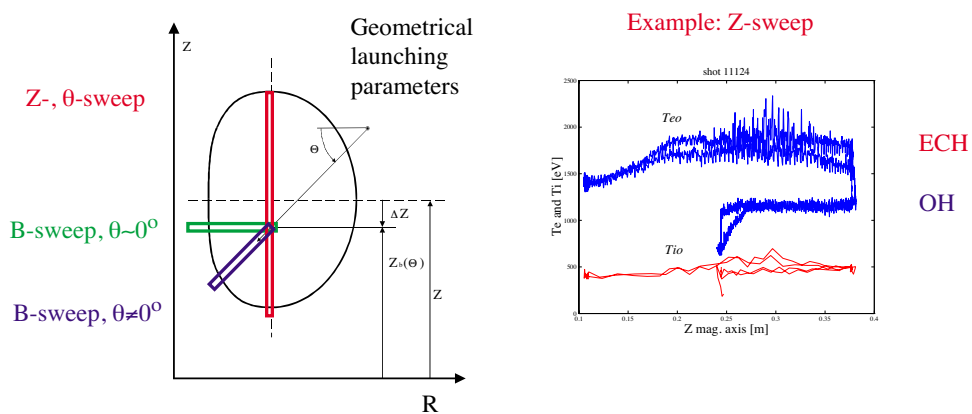 Geometrical
launching
parameters
Z
Z-, θ-sweep
Θ
B-sweep, θ~0º
ΔZ
Z_b(Θ)
Z
B-sweep, θ≠0º
R
Example: Z-sweep
shot 11124
Te and Ti [eV]
2500
2000
1500
1000
500
0
Teo
Tio
0.1 0.15 0.2 0.25 0.3 0.35 0.4
Z mag. axis [m]
ECH
OH